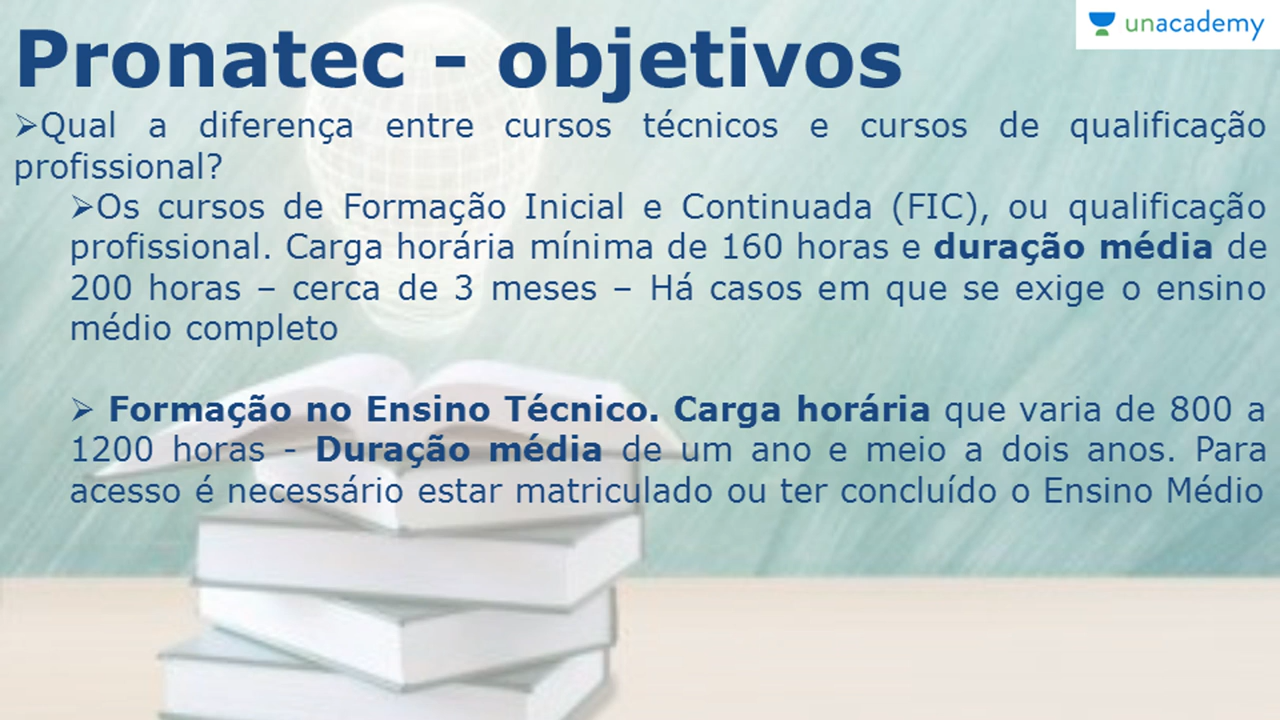 unacademy
Pronatec - objetivos
➢Qual a diferença entre cursos técnicos e cursos de qualificação
profissional?
➢Os cursos de Formação Inicial e Continuada (FIC), ou qualificação
profissional. Carga horária mínima de 160 horas e duração média de
200 horas – cerca de 3 meses – Há casos em que se exige o ensino
médio completo
➢ Formação no Ensino Técnico. Carga horária que varia de 800 a
1200 horas - Duração média de um ano e meio a dois anos. Para
acesso é necessário estar matriculado ou ter concluído o Ensino Médio